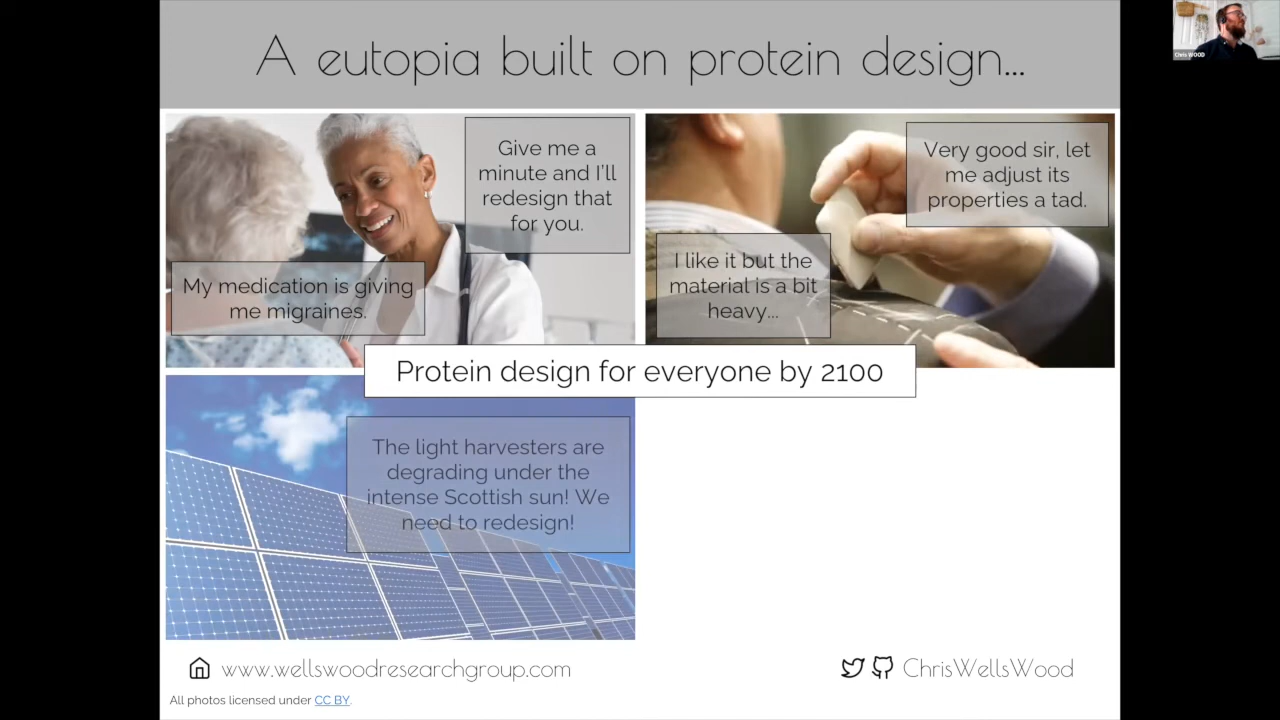 A eutopia built on protein design...
Chris WOOD
Give me a
minute and I'll
redesign that
for you.
My medication is giving
me migraines.
Very good sir, let
me adjust its
properties a tad.
I like it but the
material is a bit
heavy...
Protein design for everyone by 2100
The light harvesters are
degrading under the
intense Scottish sun! We
need to redesign!
www.wellswoodresearchgroup.com
ChrisWellsWood
All photos licensed under CC BY.